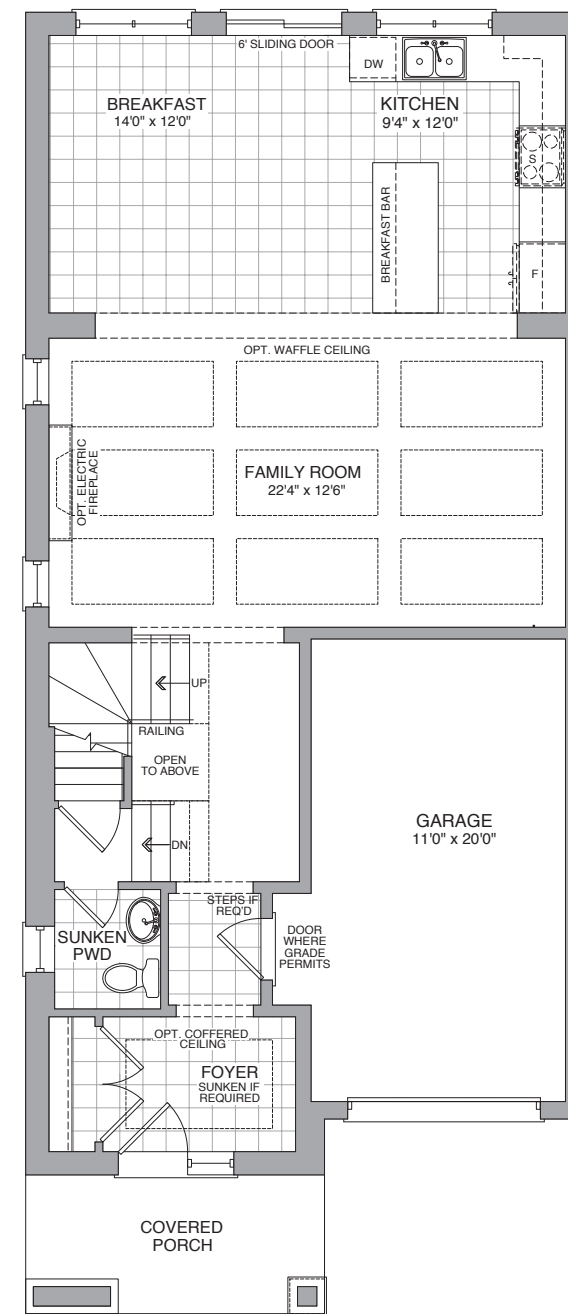 6' SLIDING DOOR
DW
BREAKFAST
14'0" x 12'0"
KITCHEN
9'4" x 12'0"
S
BREAKFAST BAR
F
OPT. WAFFLE CEILING
FAMILY ROOM
22'4" x 12'6"
OPT. ELECTRIC
FIREPLACE
UP
RAILING
OPEN
TO ABOVE
DN
GARAGE
11'0" x 20'0"
STEPS IF
REQ'D
DOOR
WHERE
GRADE
PERMITS
SUNKEN
PWD
OPT. COFFERED
CEILING
FOYER
SUNKEN IF
REQUIRED
COVERED
PORCH